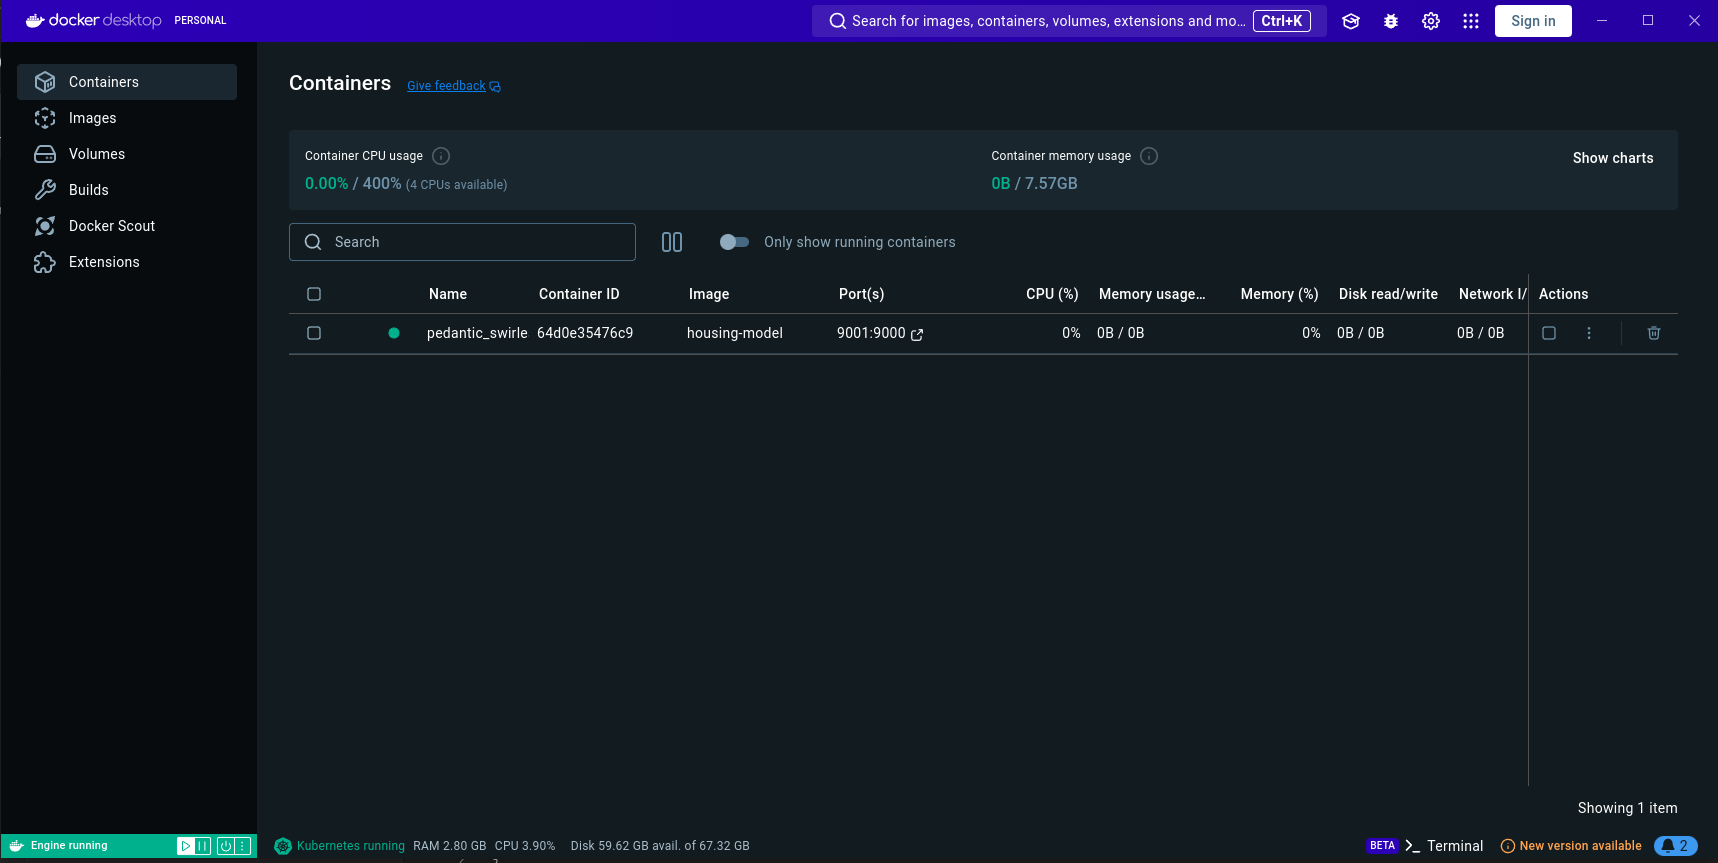 docker desktop PERSONAL
Search for images, containers, volumes, extensions and mo... Ctrl+K
Sign in
Containers
Images
Volumes
Builds
Docker Scout
Extensions
Containers Give feedback
Container CPU usage
0.00% / 400% (4 CPUs available)
Container memory usage
0B / 7.57GB
Show charts
Search
Only show running containers
Name Container ID Image Port(s) CPU (%) Memory usage... Memory (%) Disk read/write Network I/ Actions
pedantic_swirle 64d0e35476c9 housing-model 9001:9000 0% 0B / 0B 0% 0B / 0B 0B / 0B
Showing 1 item
Engine running Kubernetes running RAM 2.80 GB CPU 3.90% Disk 59.62 GB avail. of 67.32 GB BETA Terminal New version available 2